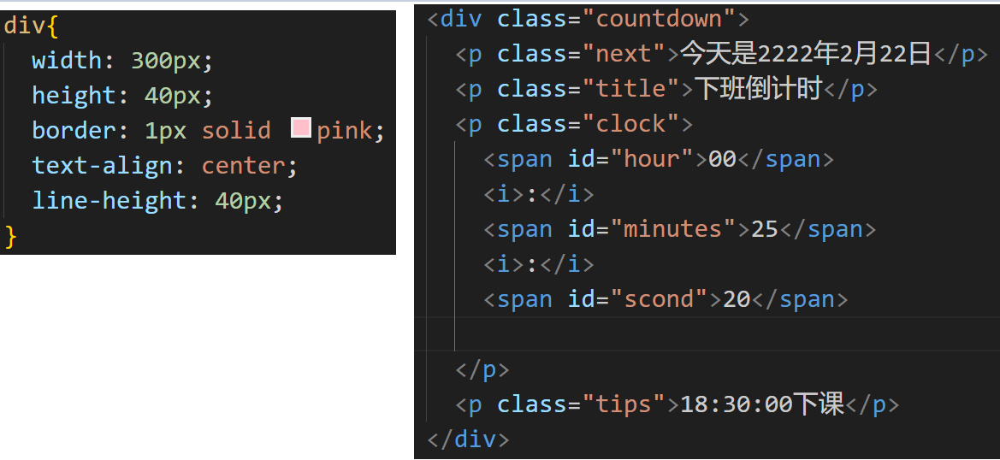 div{
width: 300px;
height: 40px;
border: 1px solid pink;
text-align: center;
line-height: 40px;
}
<div class="countdown">
<p class="next">今天是2222年2月22日</p>
<p class="title">下班倒计时</p>
<p class="clock">
<span id="hour">00</span>
<i>:</i>
<span id="minutes">25</span>
<i>:</i>
<span id="scond">20</span>
</p>
<p class="tips">18:30:00下课</p>
</div>